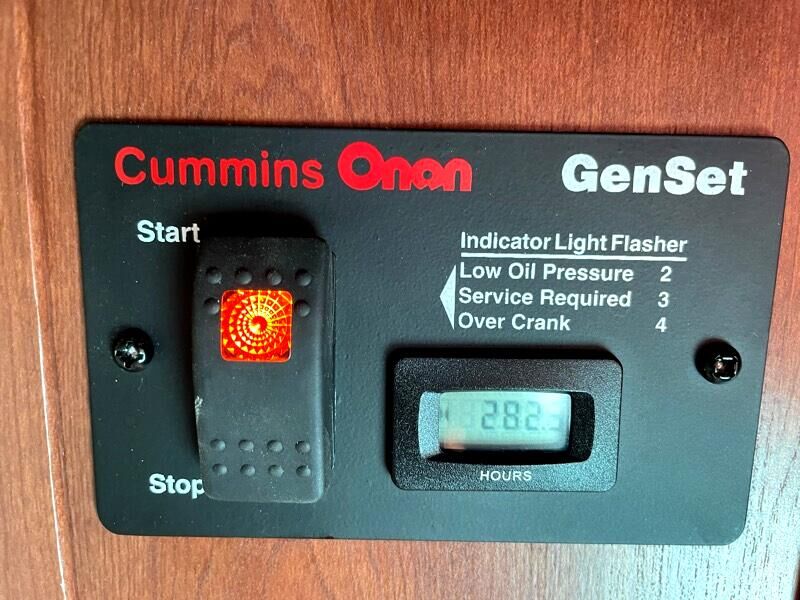 Cummins Onan GenSet
Start
Indicator Light Flasher
Low Oil Pressure 2
Service Required 3
Over Crank 4
282.
HOURS
Stop